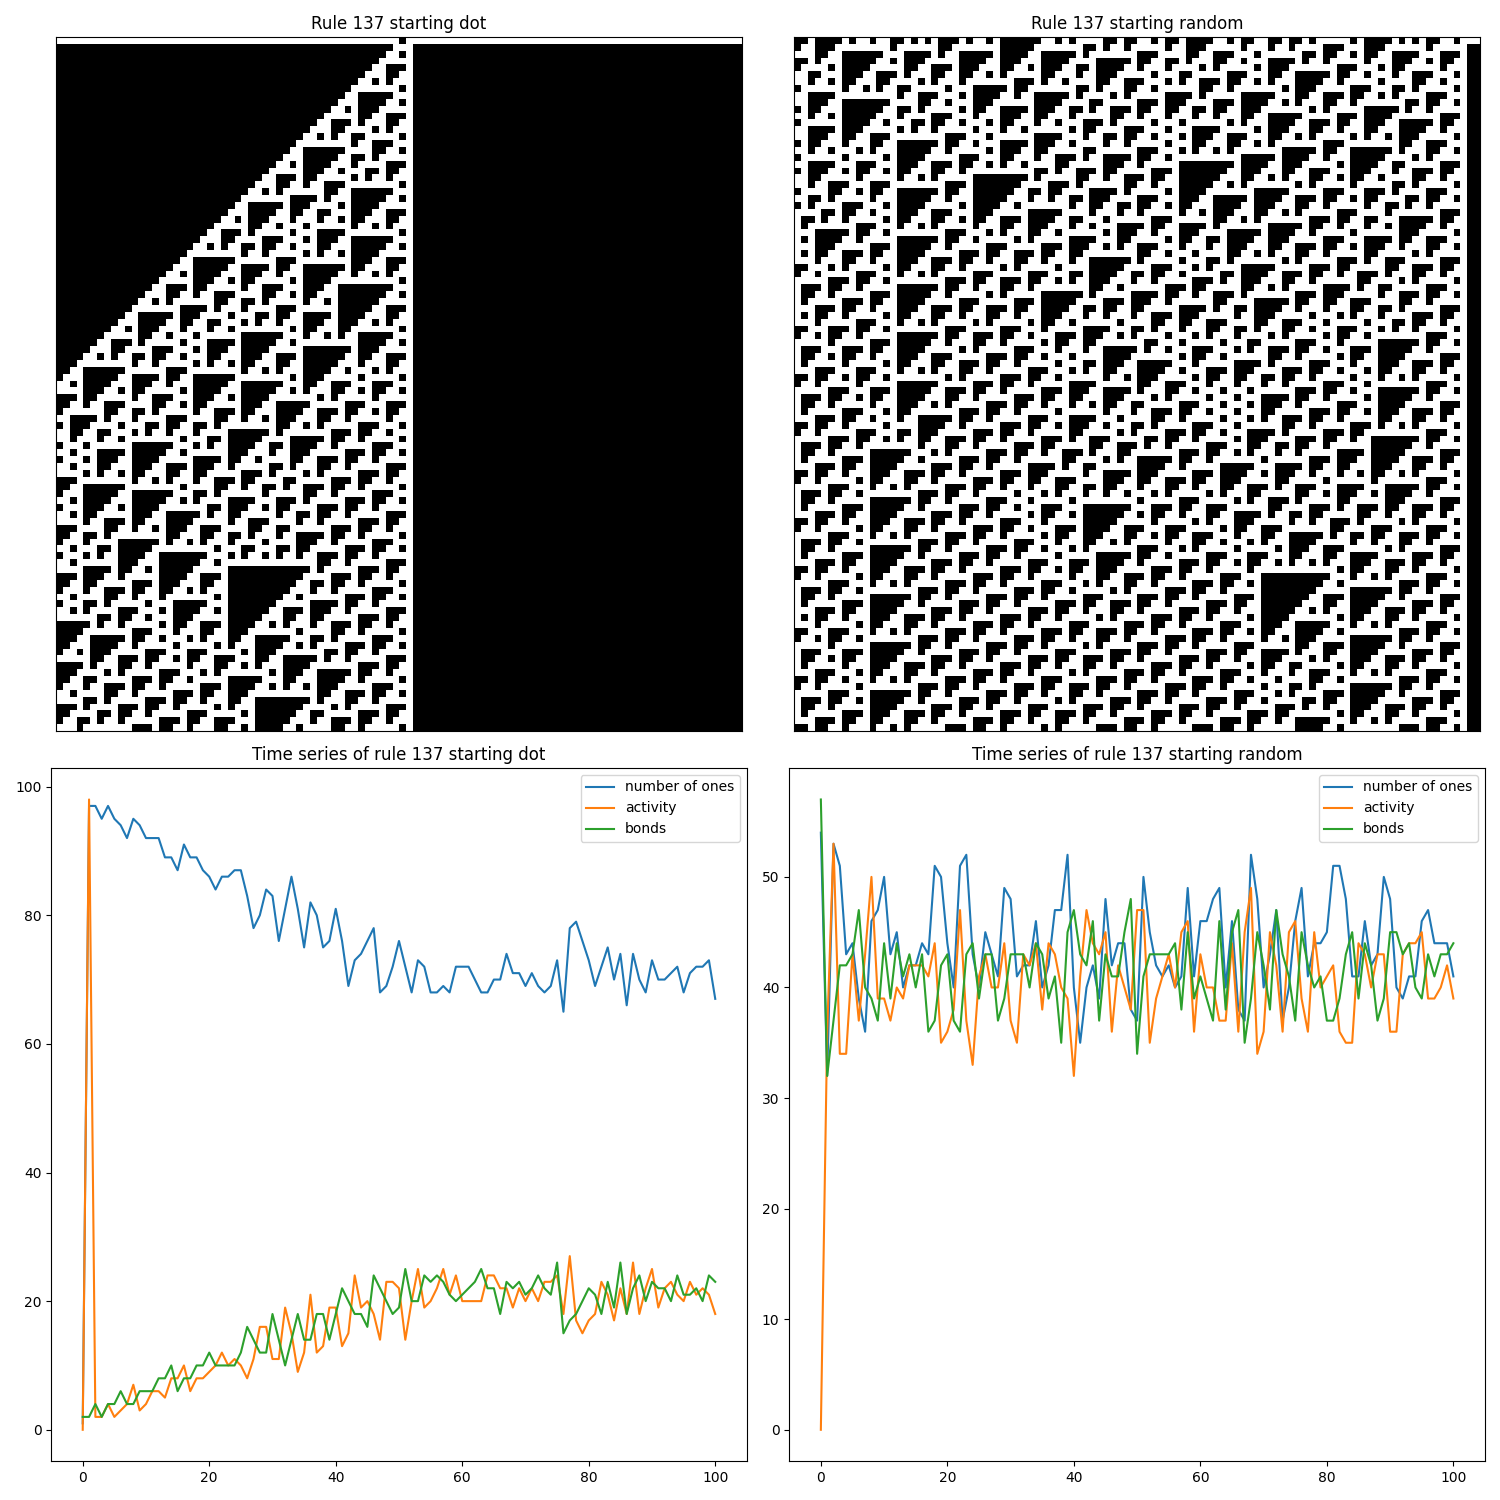 Rule 137 starting dot
Rule 137 starting random
Time series of rule 137 starting dot
100
80
60
40
20
0
0 20 40 60 80 100
number of ones
activity
bonds
Time series of rule 137 starting random
50
40
30
20
10
0
0 20 40 60 80 100
number of ones
activity
bonds